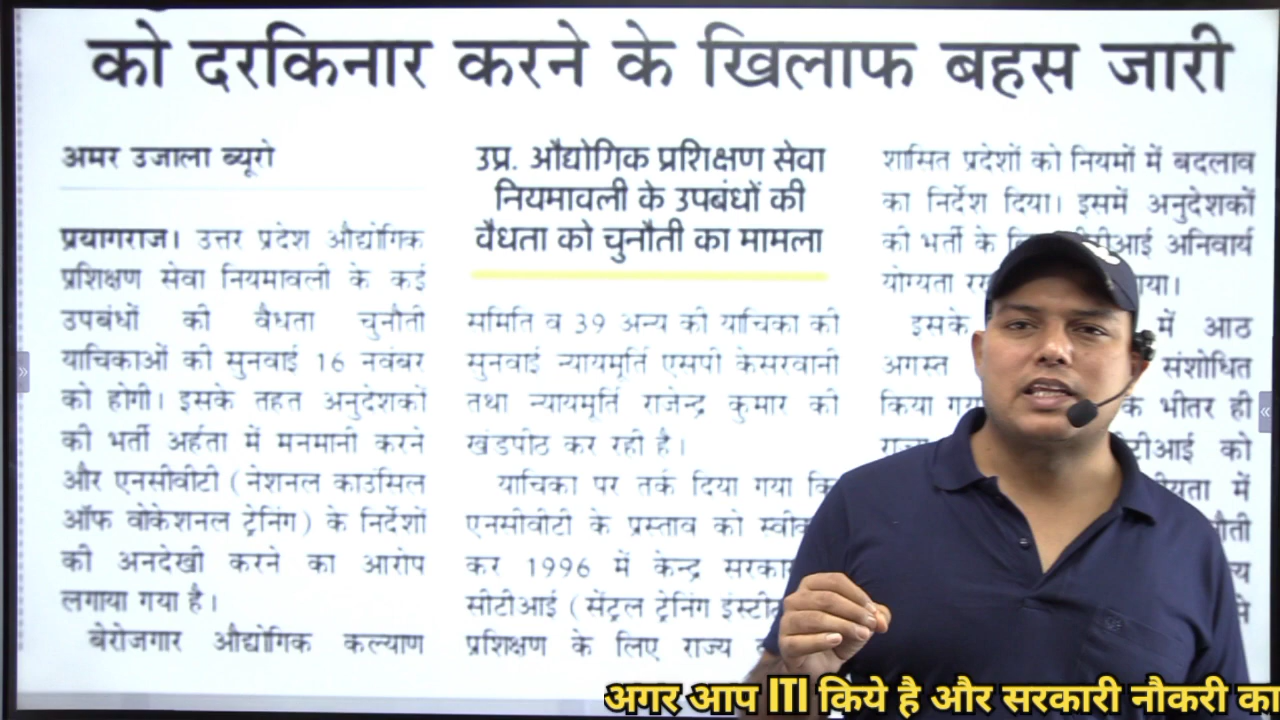 को दरकिनार करने के खिलाफ बहस जारी
अमर उजाला ब्यूरो
प्रयागराज। उत्तर प्रदेश औद्योगिक
प्रशिक्षण सेवा नियमावली के कई
उपबंधों की वैधता चुनौती
याचिकाओं की सुनवाई 16 नवंबर
को होगी। इसके तहत अनुदेशकों
की भर्ती अर्हता में मनमानी करने
और एनसीवीटी (नेशनल काउंसिल
ऑफ वोकेशनल ट्रेनिंग) के निर्देशों
की अनदेखी करने का आरोप
लगाया गया है।
बेरोजगार औद्योगिक कल्याण
उप्र. औद्योगिक प्रशिक्षण सेवा
नियमावली के उपबंधों की
वैधता को चुनौती का मामला
समिति व 39 अन्य की याचिका की
सुनवाई न्यायमूर्ति एसपी केसरवानी
तथा न्यायमूर्ति राजेन्द्र कुमार की
खंडपीठ कर रही है।
याचिका पर तर्क दिया गया कि
एनसीवीटी के प्रस्ताव को
कर 1996 में केन्द्र
सीटीआई (सेंट्रल ट्रेनिंग
प्रशिक्षण के लिए राज्य
शासित प्रदेशों को नियमों में बदलाव
का निर्देश दिया। इसमें अनुदेशकों
की भर्ती के अनिवार्य
योग्यता
इसके में आठ
अगस्त संशोधित
किया के भीतर ही
को
में
अगर आप ITI किये है और सरकारी नौकरी का